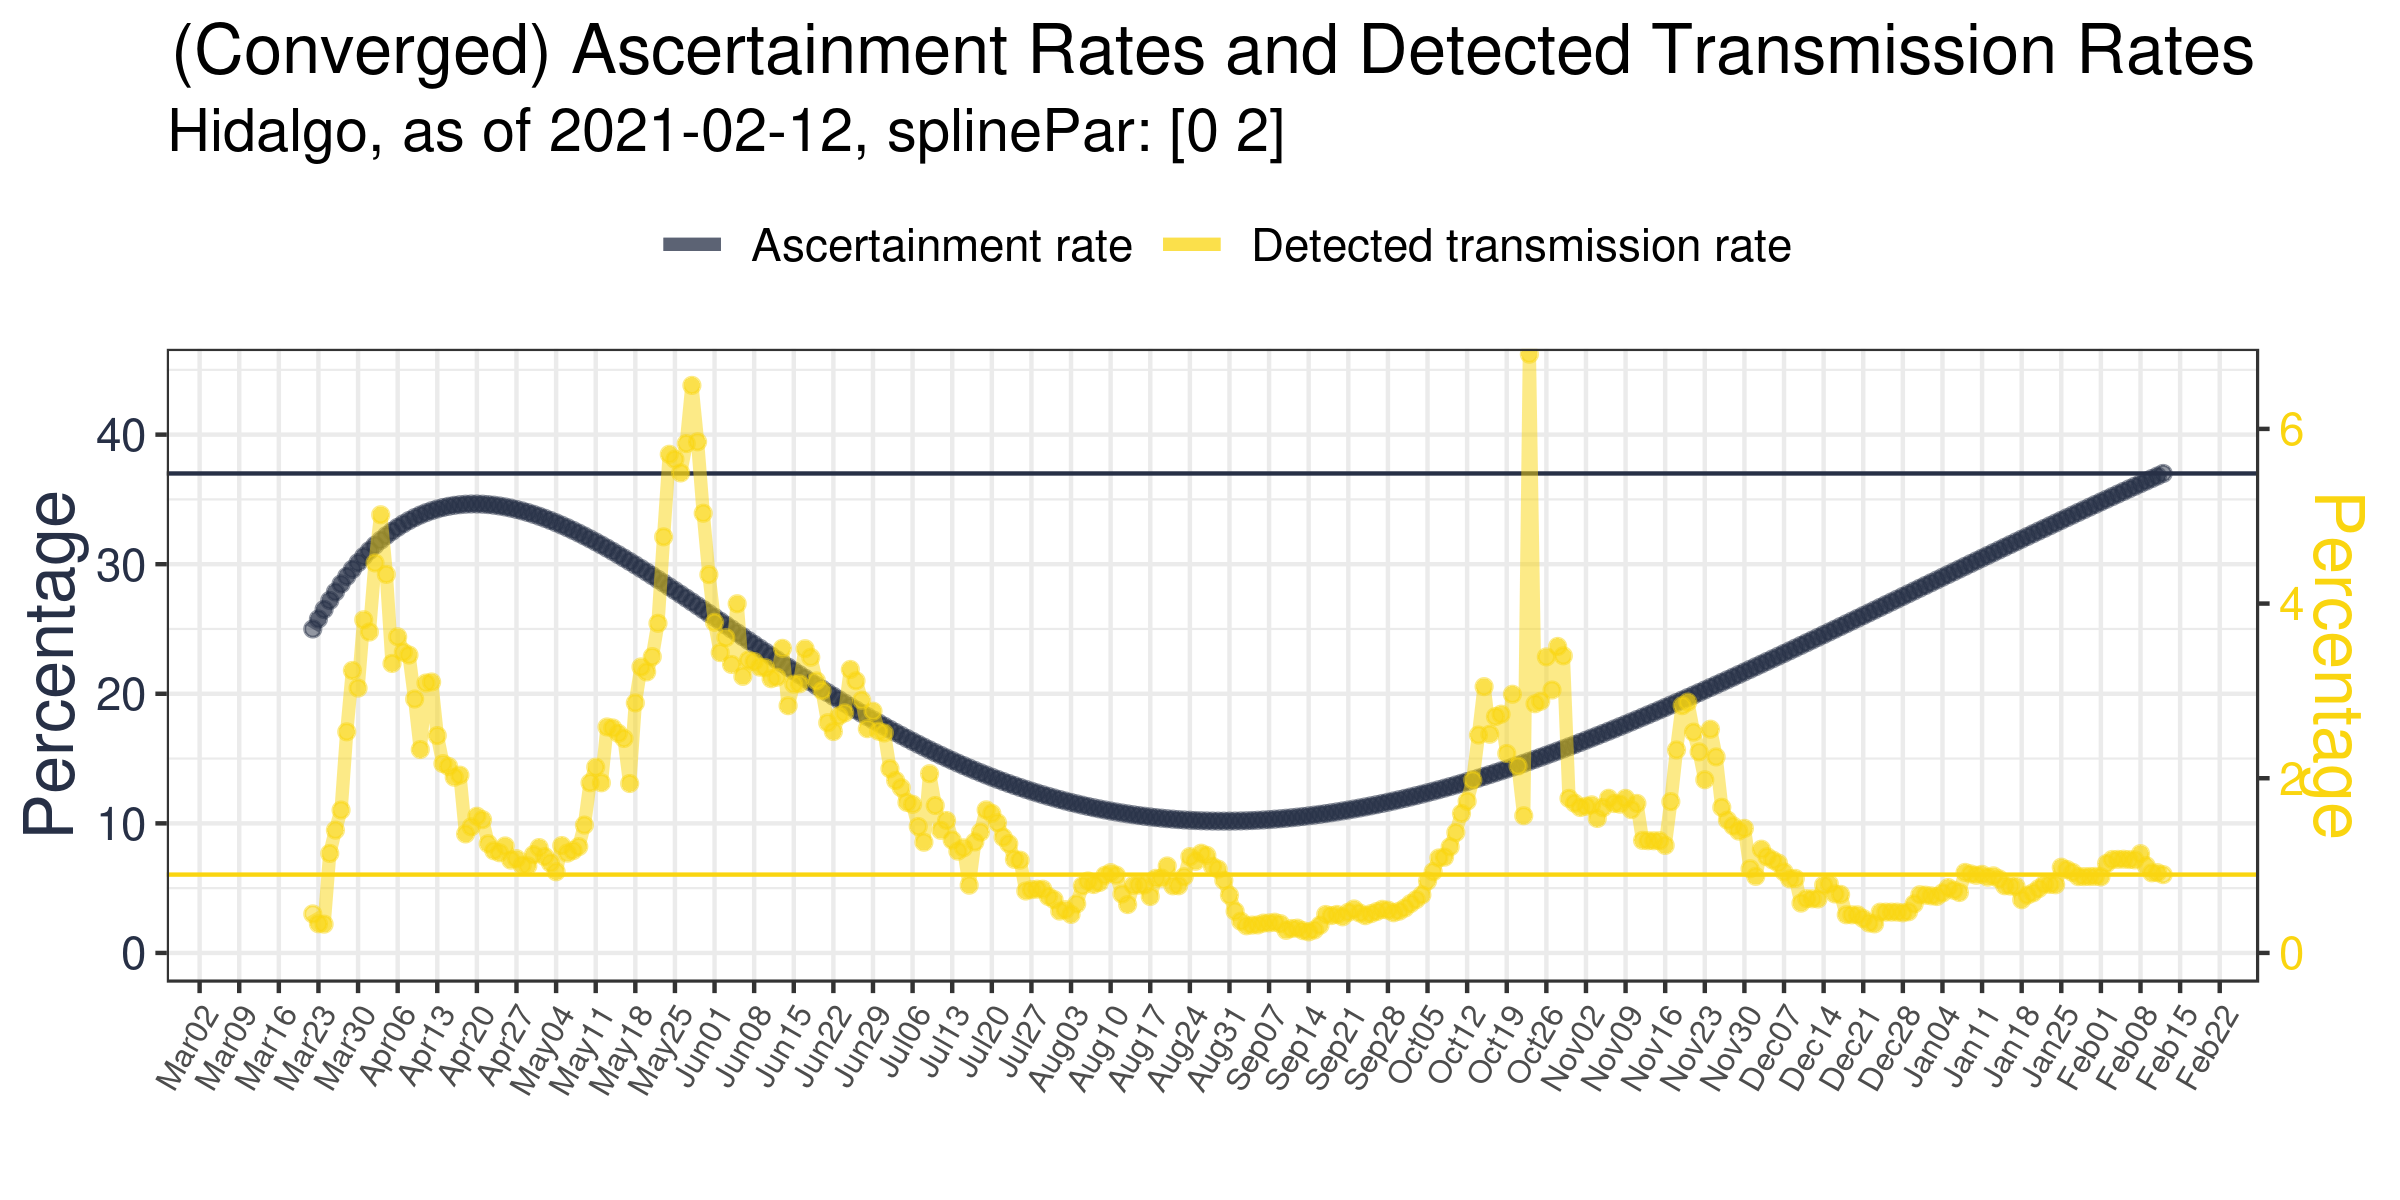 (Converged) Ascertainment Rates and Detected Transmission Rates
Hidalgo, as of 2021-02-12, splinePar: [0 2]
Ascertainment rate
Detected transmission rate
Percentage
40
30
20
10
0
6
4
2
0
Percentage
Mar02
Mar09
Mar16
Mar23
Mar30
Apr06
Apr13
Apr20
Apr27
May04
May11
May18
May25
Jun01
Jun08
Jun15
Jun22
Jun29
Jul06
Jul13
Jul20
Jul27
Aug03
Aug10
Aug17
Aug24
Aug31
Sep07
Sep14
Sep21
Sep28
Oct05
Oct12
Oct19
Oct26
Nov02
Nov09
Nov16
Nov23
Nov30
Dec07
Dec14
Dec21
Dec28
Jan04
Jan11
Jan18
Jan25
Feb01
Feb08
Feb15
Feb22